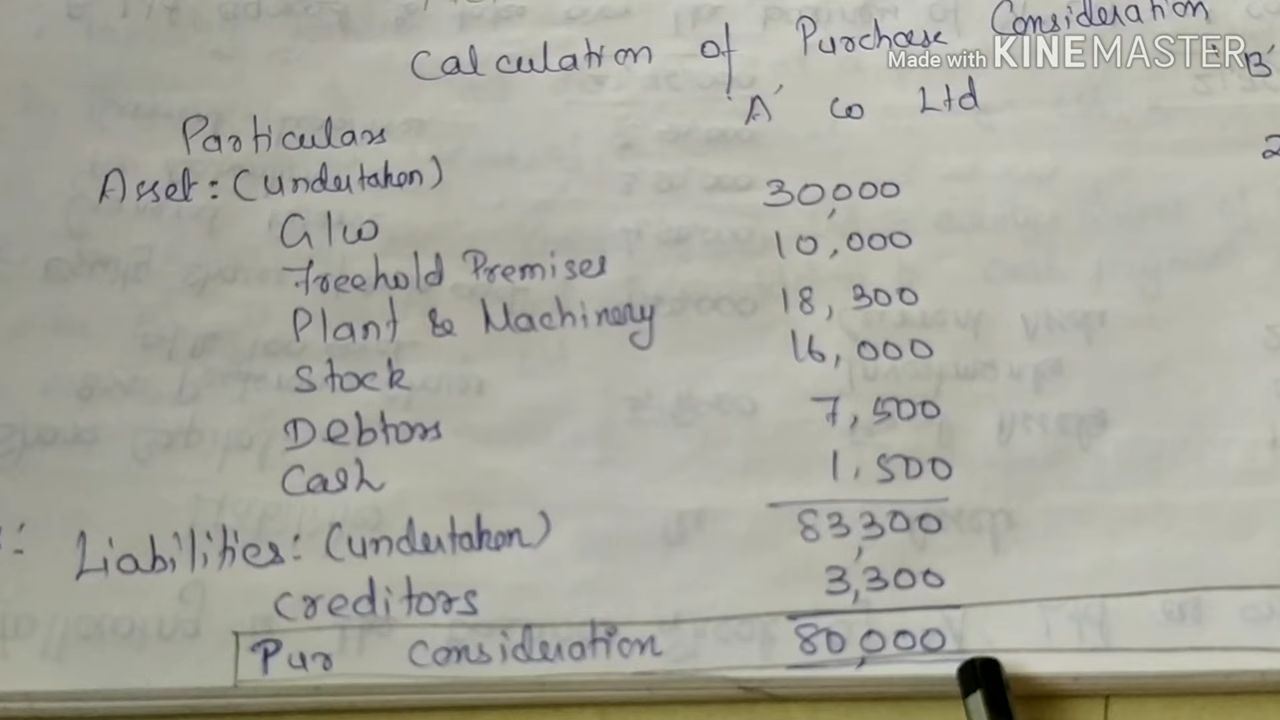 Calculation of Purchase Consideration
Made with KINEMASTER
Particulars 'A' co Ltd 'B'
Asset: (undertaken)
G/w 30,000
Freehold Premises 10,000
Plant & Machinery 18,300
Stock 16,000
Debtors 7,500
Cash 1,500
83,300
Liabilities: (undertaken)
Creditors 3,300
Pur Consideration 80,000